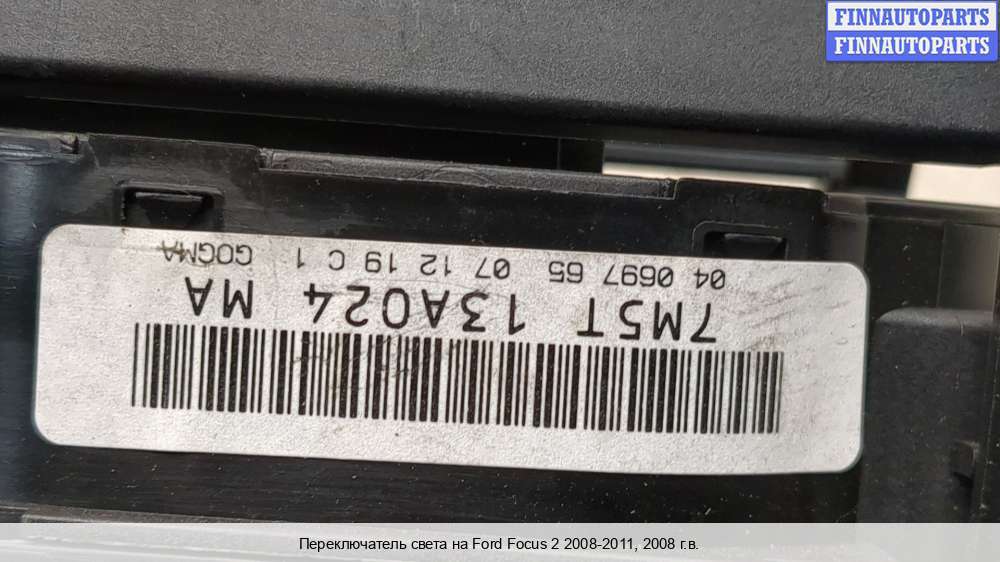 FINNAUTOPARTS
FINNAUTOPARTS
7M5T 13A024 MA
04 0697 65 07 12 19 C 1 GOGMA
Переключатель света на Ford Focus 2 2008-2011, 2008 г.в.